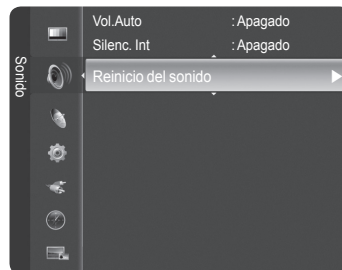 Sonido
Vol.Auto : Apagado
Silenc. Int : Apagado
Reinicio del sonido